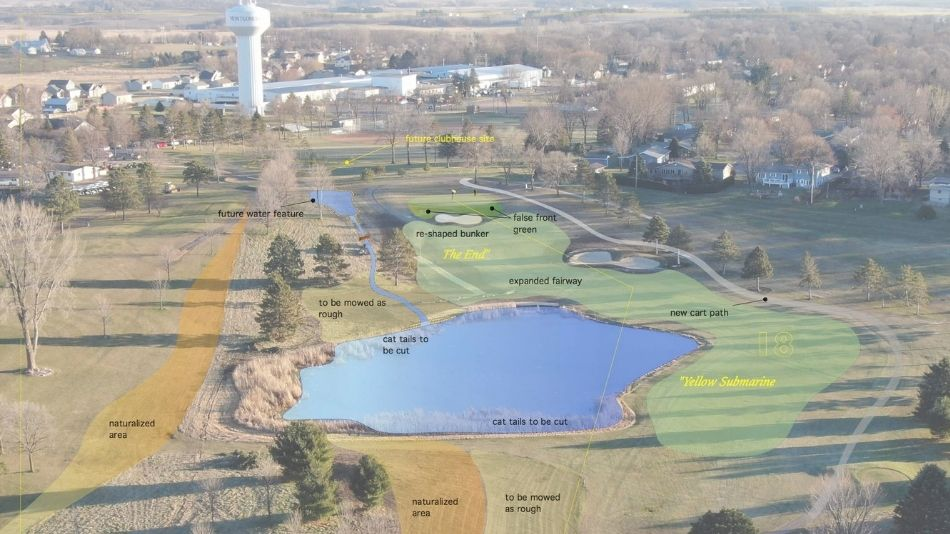 future clubhouse site
future water feature
false front
green
re-shaped bunker
"The End"
expanded fairway
to be mowed as
rough
new cart path
cat tails to
be cut
18
"Yellow Submarine
cat tails to be cut
naturalized
area
naturalized
area
to be mowed
as rough